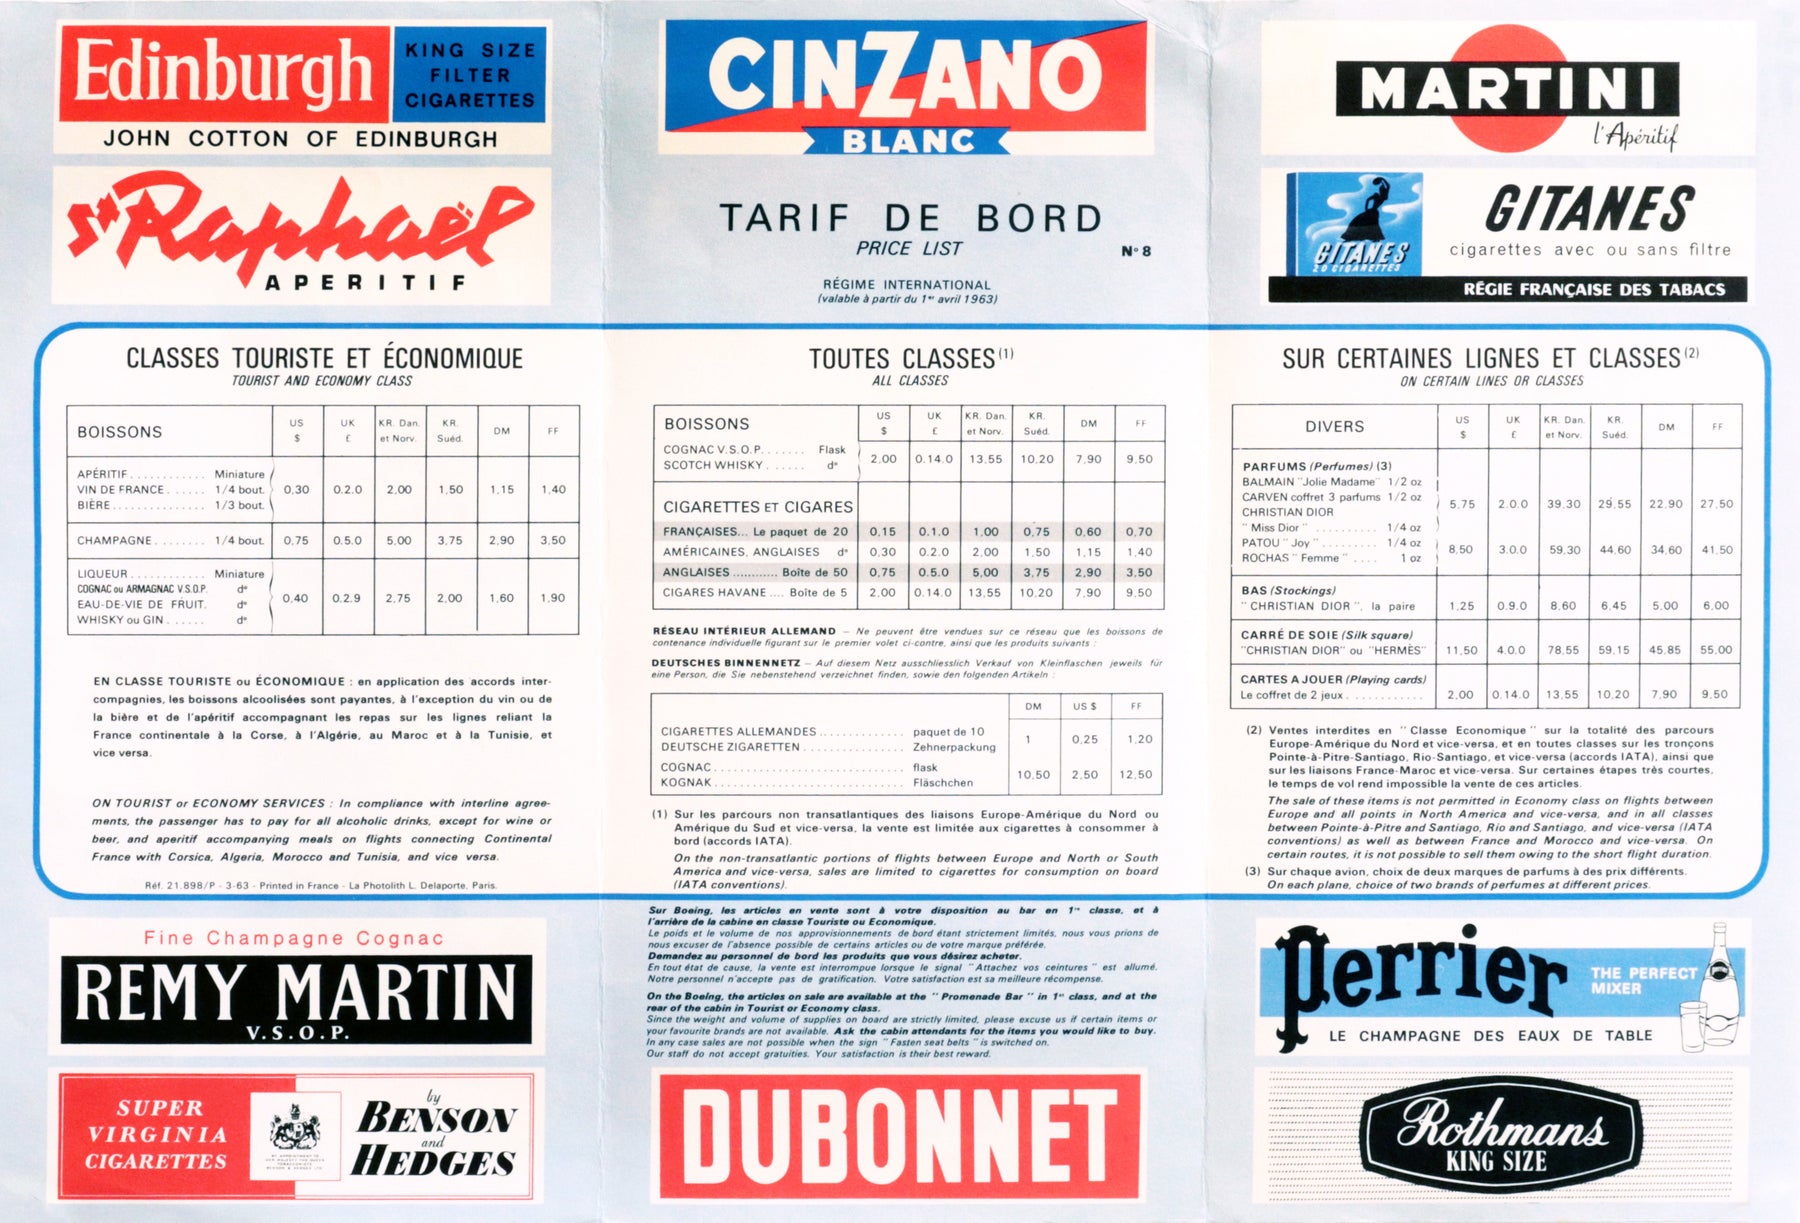 Edinburgh
KING SIZE
FILTER
CIGARETTES
JOHN COTTON OF EDINBURGH
St Raphaël
APERITIF
CINZANO
BLANC
TARIF DE BORD
PRICE LIST
N° 8
RÉGIME INTERNATIONAL
(valable à partir du 1er avril 1963)
MARTINI
l'Apéritif
GITANES
20 CIGARETTES
GITANES
cigarettes avec ou sans filtre
RÉGIE FRANÇAISE DES TABACS
CLASSES TOURISTE ET ÉCONOMIQUE
TOURIST AND ECONOMY CLASS
BOISSONS US $ UK £ KR. Dan. et Norv. KR. Suéd. DM FF
APÉRITIF............ Miniature
VIN DE FRANCE...... 1/4 bout. 0,30 0.2.0 2,00 1,50 1,15 1,40
BIÈRE.............. 1/3 bout.
CHAMPAGNE........ 1/4 bout. 0,75 0.5.0 5,00 3,75 2,90 3,50
LIQUEUR............ Miniature
COGNAC ou ARMAGNAC V.S.O.P. d°
EAU-DE-VIE DE FRUIT. d° 0,40 0.2.9 2,75 2,00 1,60 1,90
WHISKY ou GIN...... d°
EN CLASSE TOURISTE ou ÉCONOMIQUE : en application des accords inter-
compagnies, les boissons alcoolisées sont payantes, à l'exception du vin ou de
la bière et de l'apéritif accompagnant les repas sur les lignes reliant la
France continentale à la Corse, à l'Algérie, au Maroc et à la Tunisie, et
vice versa.
ON TOURIST or ECONOMY SERVICES : In compliance with interline agree-
ments, the passenger has to pay for all alcoholic drinks, except for wine or
beer, and aperitif accompanying meals on flights connecting Continental
France with Corsica, Algeria, Morocco and Tunisia, and vice versa.
Réf. 21.898/P - 3-63 - Printed in France - La Photolith L. Delaporte, Paris.
TOUTES CLASSES (1)
ALL CLASSES
BOISSONS US $ UK £ KR. Dan. et Norv. KR. Suéd. DM FF
COGNAC V.S.O.P....... Flask
SCOTCH WHISKY...... d° 2,00 0.14.0 13,55 10,20 7,90 9,50
CIGARETTES ET CIGARES
FRANÇAISES... Le paquet de 20 0,15 0.1.0 1,00 0,75 0,60 0,70
AMÉRICAINES, ANGLAISES d° 0,30 0.2.0 2,00 1,50 1,15 1,40
ANGLAISES............ Boîte de 50 0,75 0.5.0 5,00 3,75 2,90 3,50
CIGARES HAVANE.... Boîte de 5 2,00 0.14.0 13,55 10,20 7,90 9,50
RÉSEAU INTÉRIEUR ALLEMAND – Ne peuvent être vendues sur ce réseau que les boissons de
contenance individuelle figurant sur le premier volet ci-contre, ainsi que les produits suivants :
DEUTSCHES BINNENNETZ – Auf diesem Netz ausschliesslich Verkauf von Kleinflaschen jeweils für
eine Person, die Sie nebenstehend verzeichnet finden, sowie den folgenden Artikeln :
DM US $ FF
CIGARETTES ALLEMANDES.............. paquet de 10
DEUTSCHE ZIGARETTEN................ Zehnerpackung 1 0,25 1,20
COGNAC............................. flask
KOGNAK............................. Fläschchen 10,50 2,50 12,50
(1) Sur les parcours non transatlantiques des liaisons Europe-Amérique du Nord ou
Amérique du Sud et vice-versa, la vente est limitée aux cigarettes à consommer à
bord (accords IATA).
On the non-transatlantic portions of flights between Europe and North or South
America and vice-versa, sales are limited to cigarettes for consumption on board
(IATA conventions).
SUR CERTAINES LIGNES ET CLASSES (2)
ON CERTAIN LINES OR CLASSES
DIVERS US $ UK £ KR. Dan. et Norv. KR. Suéd. DM FF
PARFUMS (Perfumes) (3)
BALMAIN "Jolie Madame" 1/2 oz
CARVEN coffret 3 parfums 1/2 oz 5,75 2.0.0 39,30 29,55 22,90 27,50
CHRISTIAN DIOR
"Miss Dior".......... 1/4 oz
PATOU "Joy"......... 1/4 oz 8,50 3.0.0 59,30 44,60 34,60 41,50
ROCHAS "Femme".... 1 oz
BAS (Stockings)
"CHRISTIAN DIOR", la paire 1,25 0.9.0 8,60 6,45 5,00 6,00
CARRÉ DE SOIE (Silk square)
"CHRISTIAN DIOR" ou "HERMÈS" 11,50 4.0.0 78,55 59,15 45,85 55,00
CARTES A JOUER (Playing cards)
Le coffret de 2 jeux............ 2,00 0.14.0 13,55 10,20 7,90 9,50
(2) Ventes interdites en "Classe Economique" sur la totalité des parcours
Europe-Amérique du Nord et vice-versa, et en toutes classes sur les tronçons
Pointe-à-Pitre-Santiago, Rio-Santiago, et vice-versa (accords IATA), ainsi que
sur les liaisons France-Maroc et vice-versa. Sur certaines étapes très courtes,
le temps de vol rend impossible la vente de ces articles.
The sale of these items is not permitted in Economy class on flights between
Europe and all points in North America and vice-versa, and in all classes
between Pointe-à-Pitre and Santiago, Rio and Santiago, and vice-versa (IATA
conventions) as well as between France and Morocco and vice-versa. On
certain routes, it is not possible to sell them owing to the short flight duration.
(3) Sur chaque avion, choix de deux marques de parfums à des prix différents.
On each plane, choice of two brands of perfumes at different prices.
Fine Champagne Cognac
REMY MARTIN
V.S.O.P.
SUPER
VIRGINIA
CIGARETTES
BY APPOINTMENT TO
HER MAJESTY THE QUEEN
TOBACCONISTS
BENSON & HEDGES LTD
by
BENSON
and
HEDGES
Sur Boeing, les articles en vente sont à votre disposition au bar en 1re classe, et à
l'arrière de la cabine en classe Touriste ou Economique.
Le poids et le volume de nos approvisionnements de bord étant strictement limités, nous vous prions de
nous excuser de l'absence possible de certains articles ou de votre marque préférée.
Demandez au personnel de bord les produits que vous désirez acheter.
En tout état de cause, la vente est interrompue lorsque le signal "Attachez vos ceintures" est allumé.
Notre personnel n'accepte pas de gratification. Votre satisfaction est sa meilleure récompense.
On the Boeing, the articles on sale are available at the "Promenade Bar" in 1st class, and at the
rear of the cabin in Tourist or Economy class.
Since the weight and volume of supplies on board are strictly limited, please excuse us if certain items or
your favourite brands are not available. Ask the cabin attendants for the items you would like to buy.
In any case sales are not possible when the sign "Fasten seat belts" is switched on.
Our staff do not accept gratuities. Your satisfaction is their best reward.
DUBONNET
Perrier
THE PERFECT
MIXER
LE CHAMPAGNE DES EAUX DE TABLE
Rothmans
KING SIZE